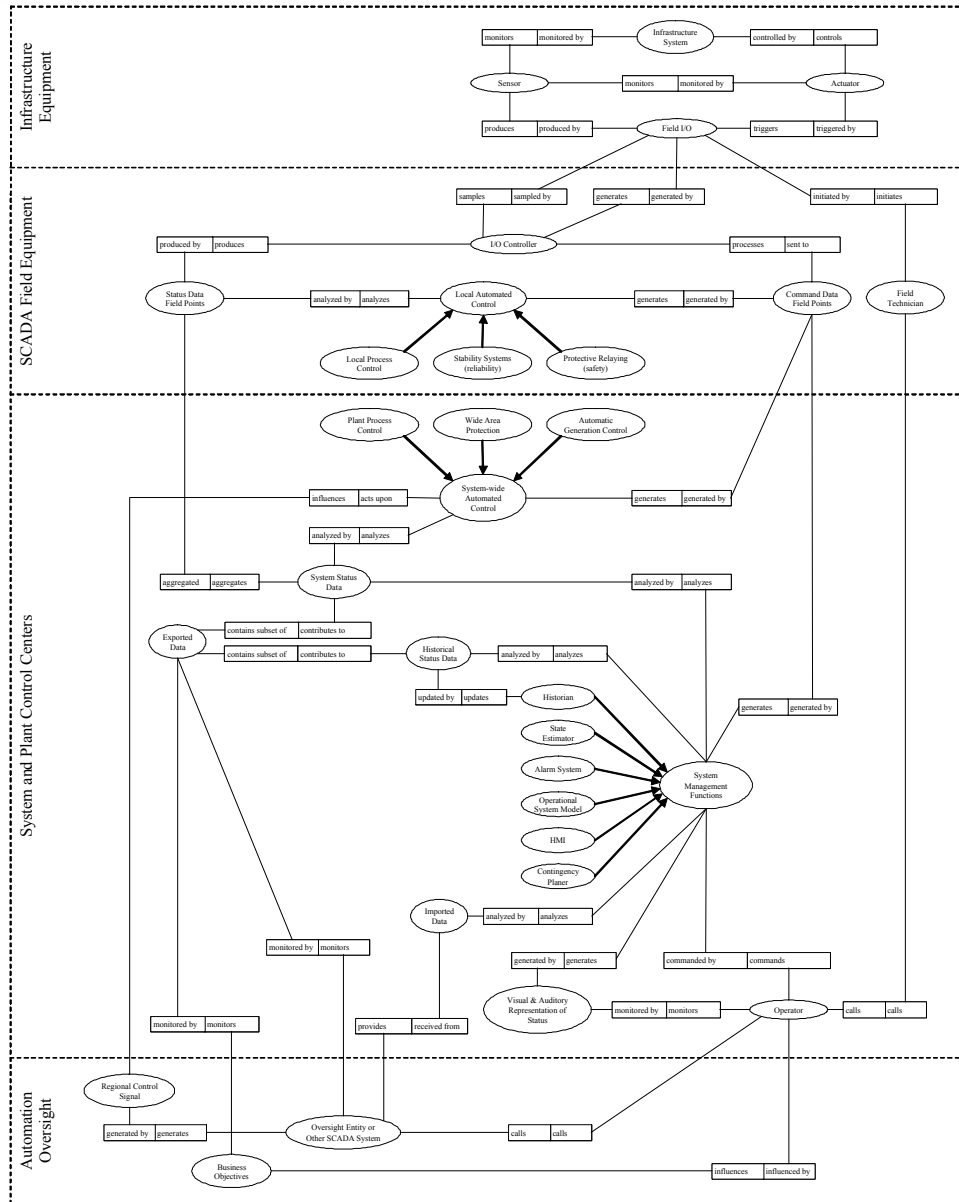 Infrastructure
Equipment
monitors
monitored by
Infrastructure
System
controlled by
controls
Sensor
monitors
monitored by
Actuator
produces
produced by
Field I/O
triggers
triggered by
SCADA Field Equipment
samples
sampled by
generates
generated by
initiated by
initiates
produced by
produces
I/O Controller
processes
sent to
Status Data
Field Points
analyzed by
analyzes
Local Automated
Control
generates
generated by
Command Data
Field Points
Field
Technician
Local Process
Control
Stability Systems
(reliability)
Protective Relaying
(safety)
System and Plant Control Centers
Plant Process
Control
Wide Area
Protection
Automatic
Generation Control
influences
acts upon
System-wide
Automated
Control
generates
generated by
analyzed by
analyzes
aggregated
aggregates
System Status
Data
analyzed by
analyzes
Exported
Data
contains subset of
contributes to
contains subset of
contributes to
Historical
Status Data
analyzed by
analyzes
updated by
updates
Historian
generates
generated by
State
Estimator
Alarm System
System
Management
Functions
Operational
System Model
HMI
Contingency
Planer
Imported
Data
analyzed by
analyzes
monitored by
monitors
generated by
generates
commanded by
commands
Visual & Auditory
Representation of
Status
monitored by
monitors
Operator
calls
calls
monitored by
monitors
provides
received from
Automation
Oversight
Regional Control
Signal
generated by
generates
Oversight Entity or
Other SCADA System
calls
calls
Business
Objectives
influences
influenced by